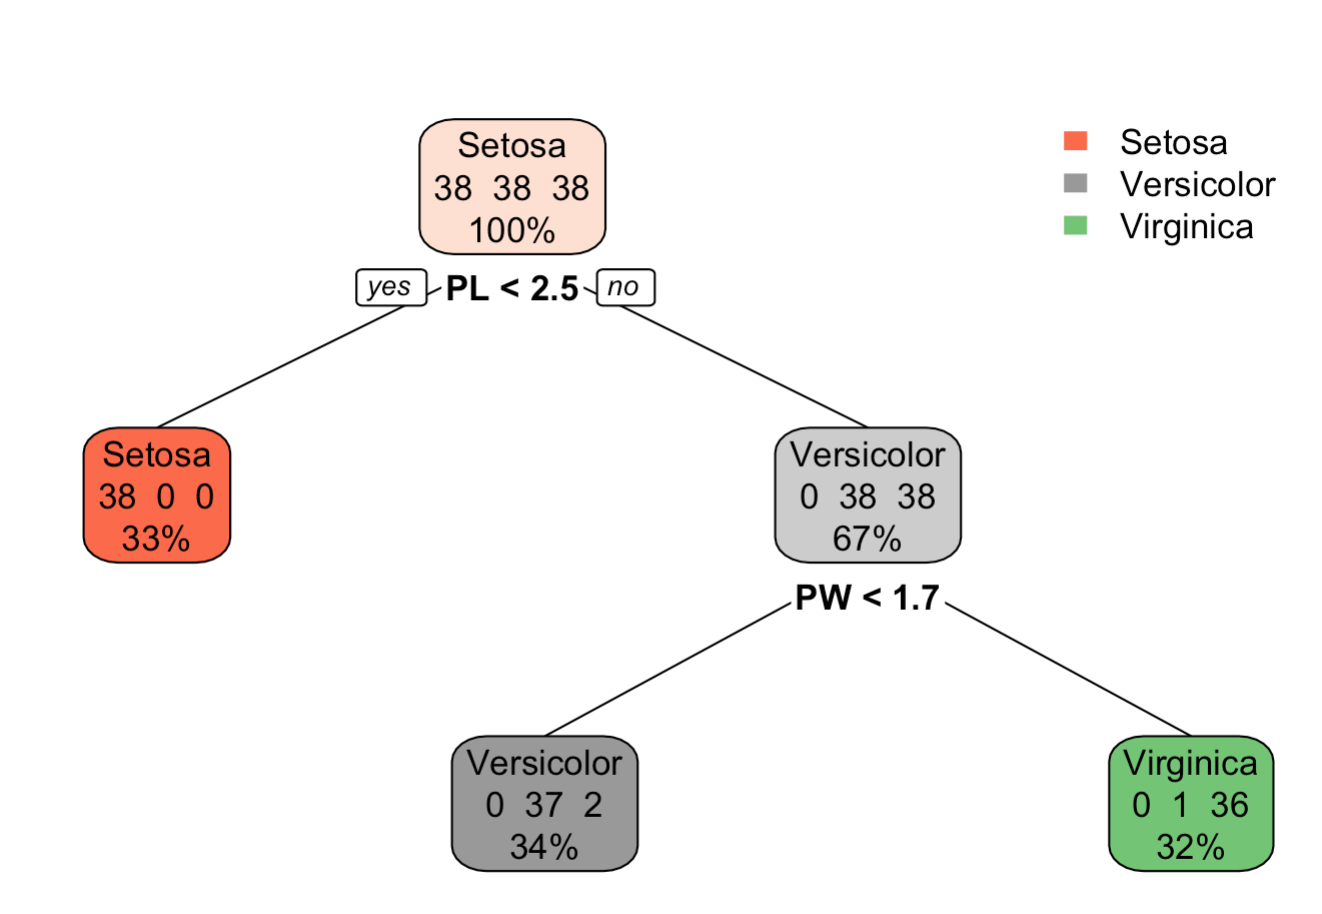 Setosa
38 38 38
100%
Setosa
Versicolor
Virginica
yes PL < 2.5 no
Setosa
38 0 0
33%
Versicolor
0 38 38
67%
PW < 1.7
Versicolor
0 37 2
34%
Virginica
0 1 36
32%